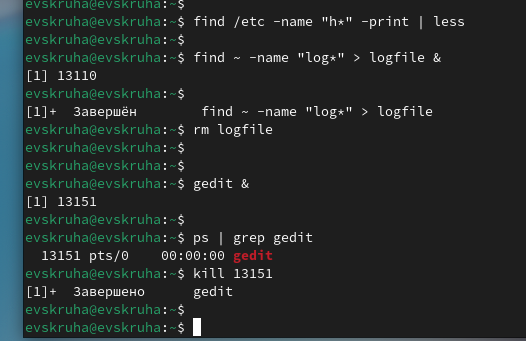 evskruha@evskruha:~$
evskruha@evskruha:~$ find /etc -name "h*" -print | less
evskruha@evskruha:~$
evskruha@evskruha:~$ find ~ -name "log*" > logfile &
[1] 13110
evskruha@evskruha:~$
[1]+  Завершён        find ~ -name "log*" > logfile
evskruha@evskruha:~$ rm logfile
evskruha@evskruha:~$
evskruha@evskruha:~$
evskruha@evskruha:~$ gedit &
[1] 13151
evskruha@evskruha:~$
evskruha@evskruha:~$ ps | grep gedit
  13151 pts/0    00:00:00 gedit
evskruha@evskruha:~$ kill 13151
[1]+  Завершено      gedit
evskruha@evskruha:~$
evskruha@evskruha:~$